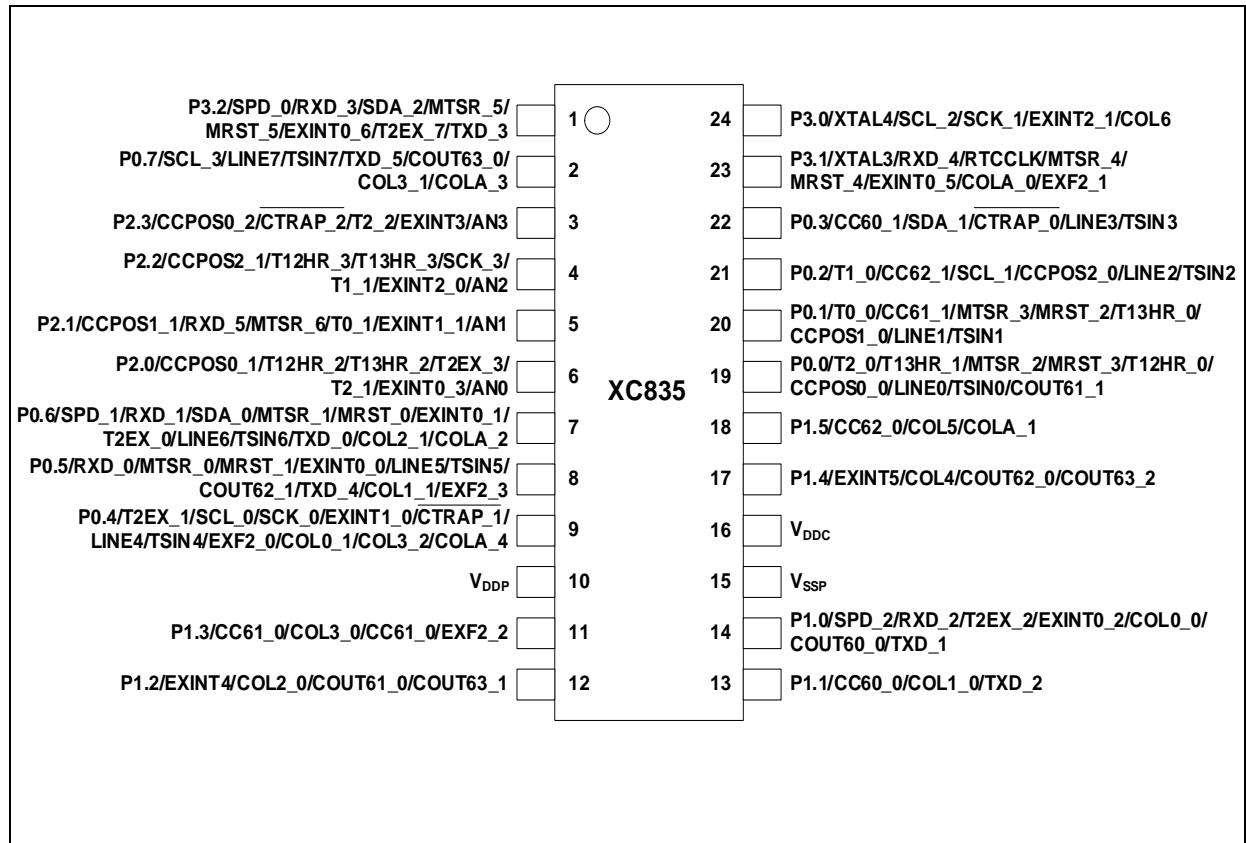 P3.2/SPD_0/RXD_3/SDA_2/MTSR_5/
MRST_5/EXINT0_6/T2EX_7/TXD_3
1
P0.7/SCL_3/LINE7/TSIN7/TXD_5/COUT63_0/
COL3_1/COLA_3
2
P2.3/CCPOS0_2/CTRAP_2/T2_2/EXINT3/AN3
3
P2.2/CCPOS2_1/T12HR_3/T13HR_3/SCK_3/
T1_1/EXINT2_0/AN2
4
P2.1/CCPOS1_1/RXD_5/MTSR_6/T0_1/EXINT1_1/AN1
5
P2.0/CCPOS0_1/T12HR_2/T13HR_2/T2EX_3/
T2_1/EXINT0_3/AN0
6
P0.6/SPD_1/RXD_1/SDA_0/MTSR_1/MRST_0/EXINT0_1/
T2EX_0/LINE6/TSIN6/TXD_0/COL2_1/COLA_2
7
P0.5/RXD_0/MTSR_0/MRST_1/EXINT0_0/LINE5/TSIN5/
COUT62_1/TXD_4/COL1_1/EXF2_3
8
P0.4/T2EX_1/SCL_0/SCK_0/EXINT1_0/CTRAP_1/
LINE4/TSIN4/EXF2_0/COL0_1/COL3_2/COLA_4
9
VDDP
10
P1.3/CC61_0/COL3_0/CC61_0/EXF2_2
11
P1.2/EXINT4/COL2_0/COUT61_0/COUT63_1
12
XC835
24
P3.0/XTAL4/SCL_2/SCK_1/EXINT2_1/COL6
23
P3.1/XTAL3/RXD_4/RTCCLK/MTSR_4/
MRST_4/EXINT0_5/COLA_0/EXF2_1
22
P0.3/CC60_1/SDA_1/CTRAP_0/LINE3/TSIN3
21
P0.2/T1_0/CC62_1/SCL_1/CCPOS2_0/LINE2/TSIN2
20
P0.1/T0_0/CC61_1/MTSR_3/MRST_2/T13HR_0/
CCPOS1_0/LINE1/TSIN1
19
P0.0/T2_0/T13HR_1/MTSR_2/MRST_3/T12HR_0/
CCPOS0_0/LINE0/TSIN0/COUT61_1
18
P1.5/CC62_0/COL5/COLA_1
17
P1.4/EXINT5/COL4/COUT62_0/COUT63_2
16
VDDC
15
VSSP
14
P1.0/SPD_2/RXD_2/T2EX_2/EXINT0_2/COL0_0/
COUT60_0/TXD_1
13
P1.1/CC60_0/COL1_0/TXD_2